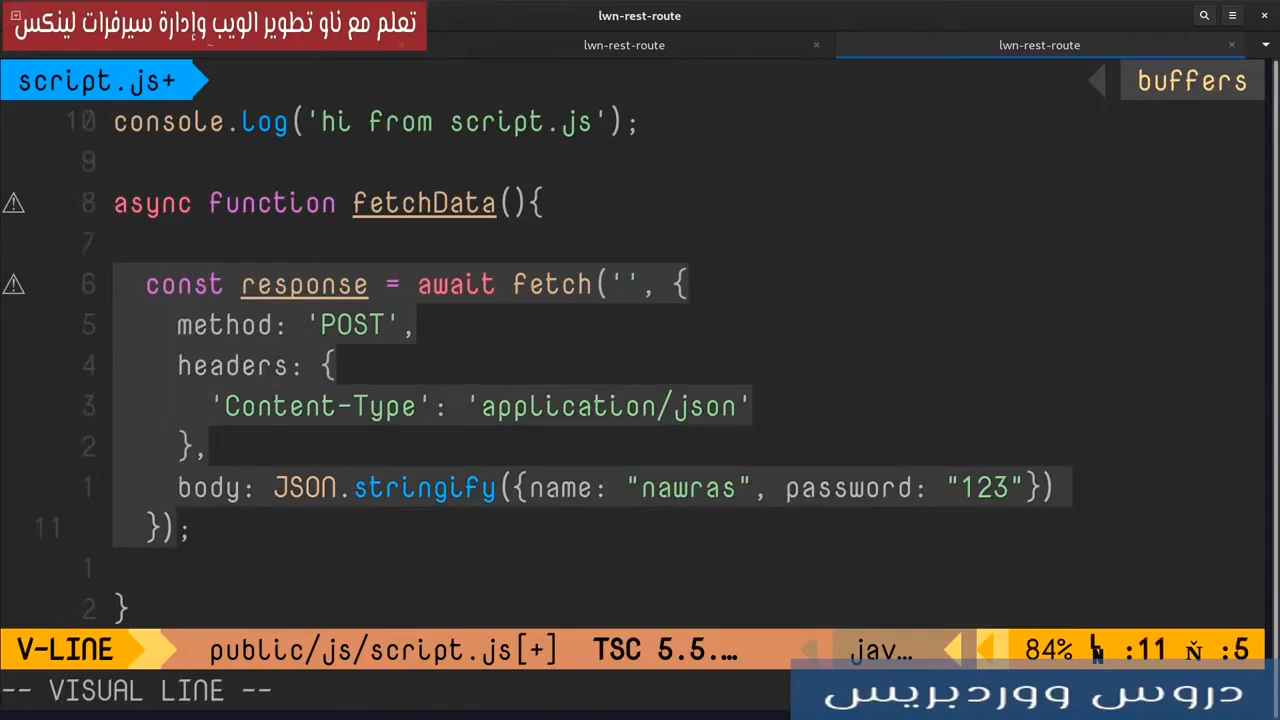 تعلم مع ناو تطوير الويب وإدارة سيرفرات لينكس
lwn-rest-route
lwn-rest-route
lwn-rest-route
script.js+
buffers
10 console.log('hi from script.js');
9
8 async function fetchData(){
7
6 const response = await fetch('', {
5 method: 'POST',
4 headers: {
3 'Content-Type': 'application/json'
2 },
1 body: JSON.stringify({name: "nawras", password: "123"})
11 });
1
2 }
V-LINE public/js/script.js[+] TSC 5.5.… jav… 84% :11 :5
-- VISUAL LINE --
دروس ووردبريس